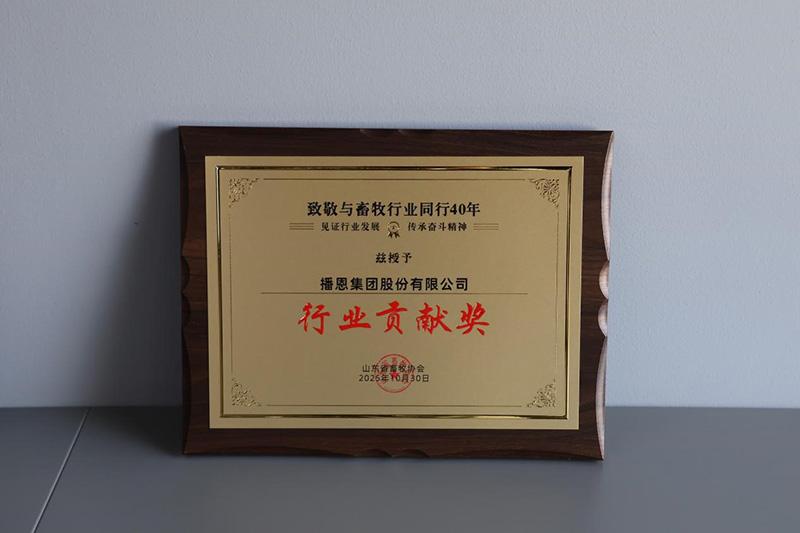 致敬与畜牧行业同行40年
见证行业发展 传承奋斗精神
兹授予
播恩集团股份有限公司
行业贡献奖
山东省畜牧协会
2025年10月30日